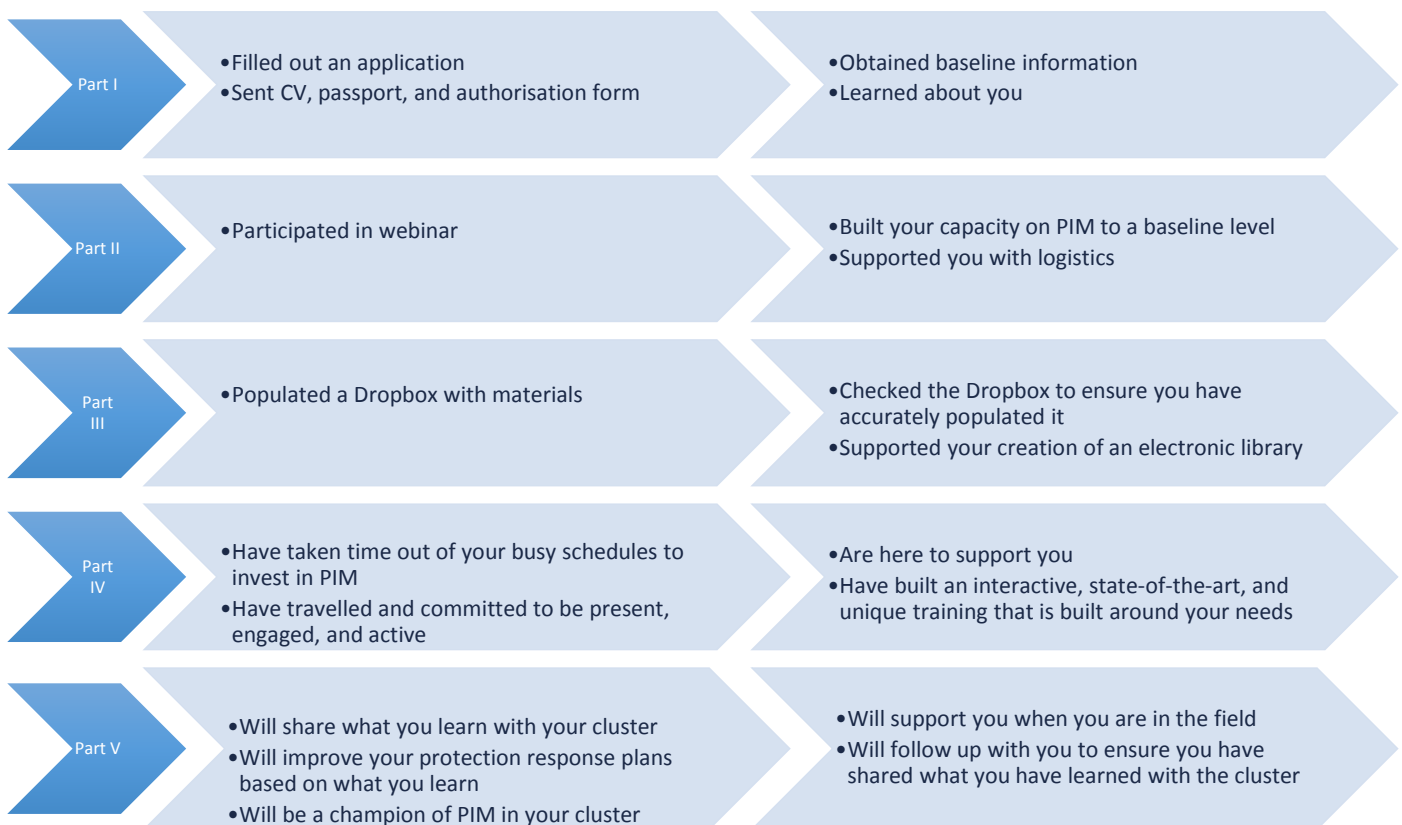 Part I
•Filled out an application
•Sent CV, passport, and authorisation form
•Obtained baseline information
•Learned about you
Part II
•Participated in webinar
•Built your capacity on PIM to a baseline level
•Supported you with logistics
Part
III
•Populated a Dropbox with materials
•Checked the Dropbox to ensure you have
accurately populated it
•Supported your creation of an electronic library
Part
IV
•Have taken time out of your busy schedules to
invest in PIM
•Have travelled and committed to be present,
engaged, and active
•Are here to support you
•Have built an interactive, state-of-the-art, and
unique training that is built around your needs
Part V
•Will share what you learn with your cluster
•Will improve your protection response plans
based on what you learn
•Will be a champion of PIM in your cluster
•Will support you when you are in the field
•Will follow up with you to ensure you have
shared what you have learned with the cluster